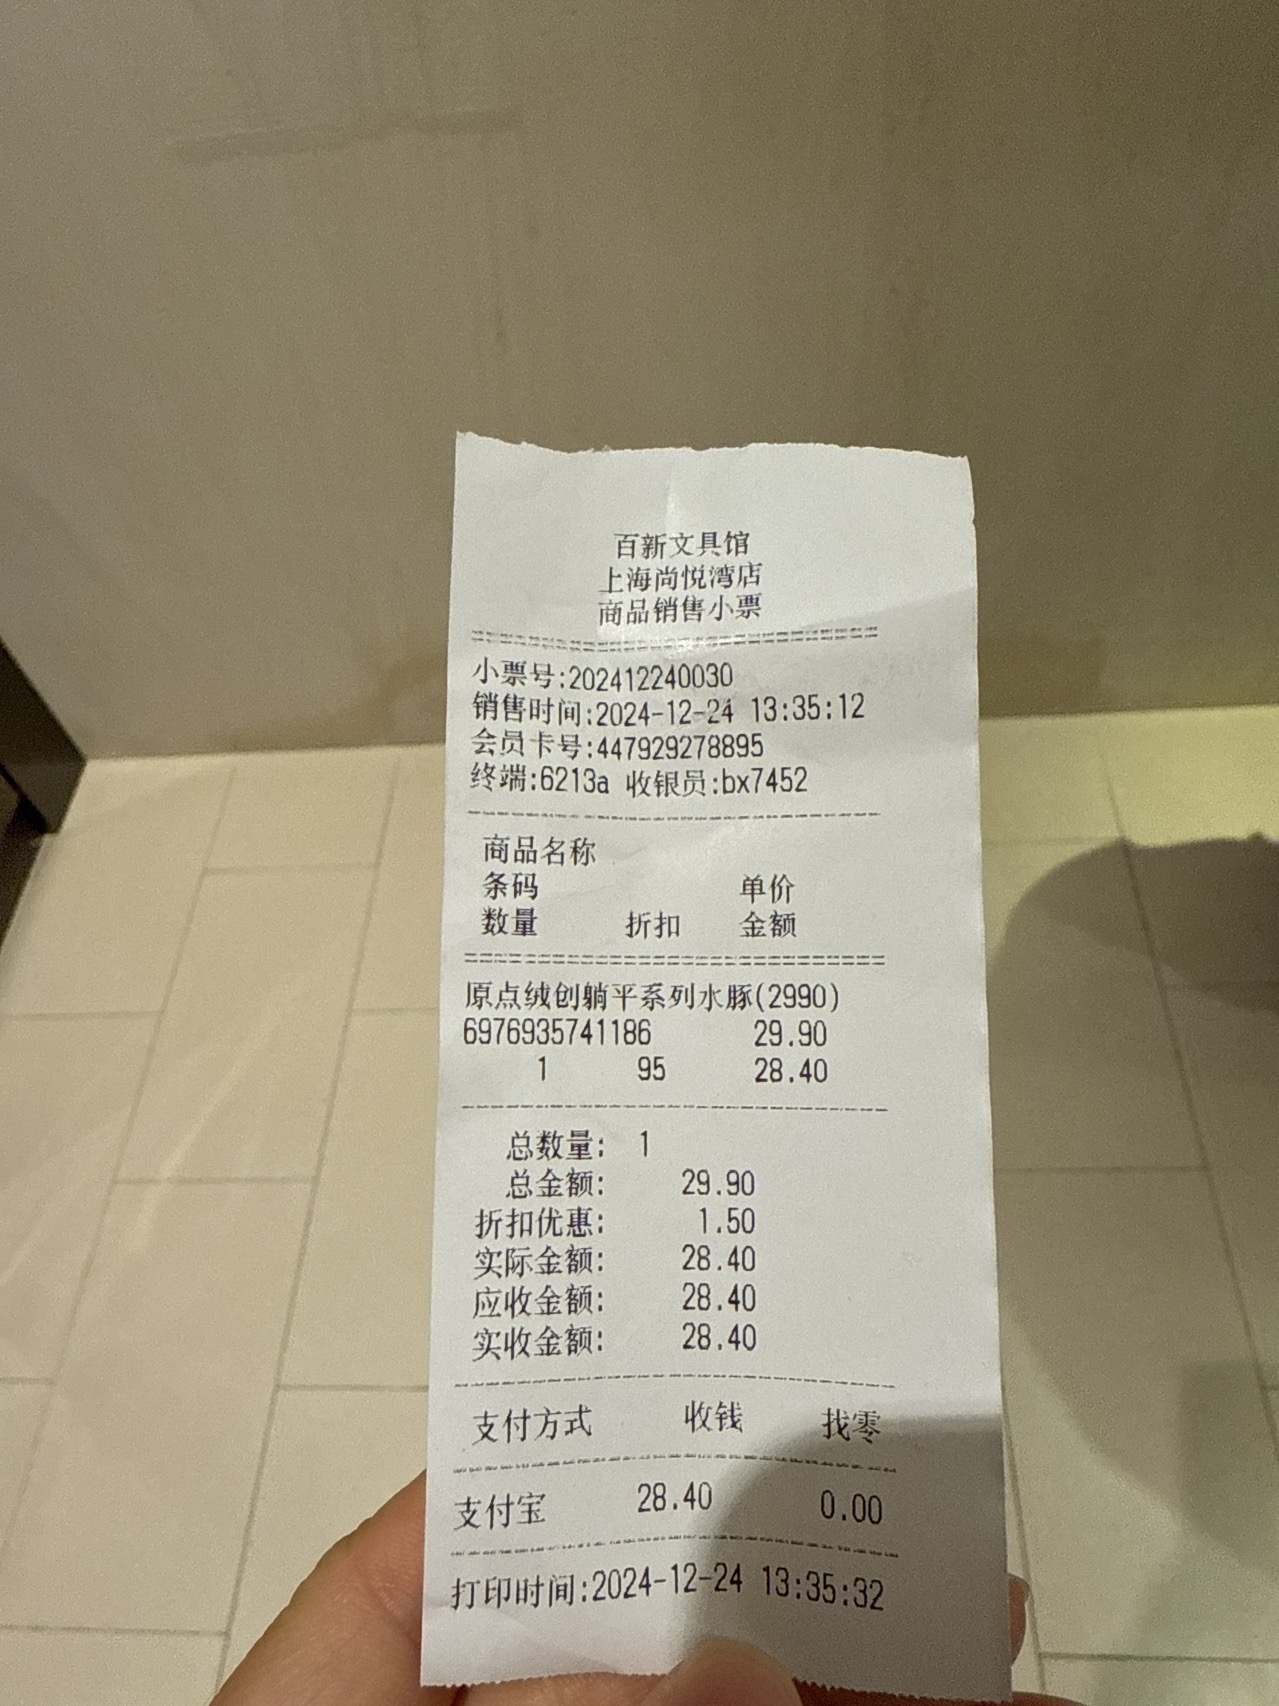 百新文具馆
上海尚悦湾店
商品销售小票
================================
小票号:202412240030
销售时间:2024-12-24 13:35:12
会员卡号:447929278895
终端:6213a 收银员:bx7452
--------------------------------
商品名称
条码 单价
数量 折扣 金额
================================
原点绒创躺平系列水豚(2990)
6976935741186 29.90
1 95 28.40
--------------------------------
总数量: 1
总金额: 29.90
折扣优惠: 1.50
实际金额: 28.40
应收金额: 28.40
实收金额: 28.40
--------------------------------
支付方式 收钱 找零
--------------------------------
支付宝 28.40 0.00
--------------------------------
打印时间:2024-12-24 13:35:32